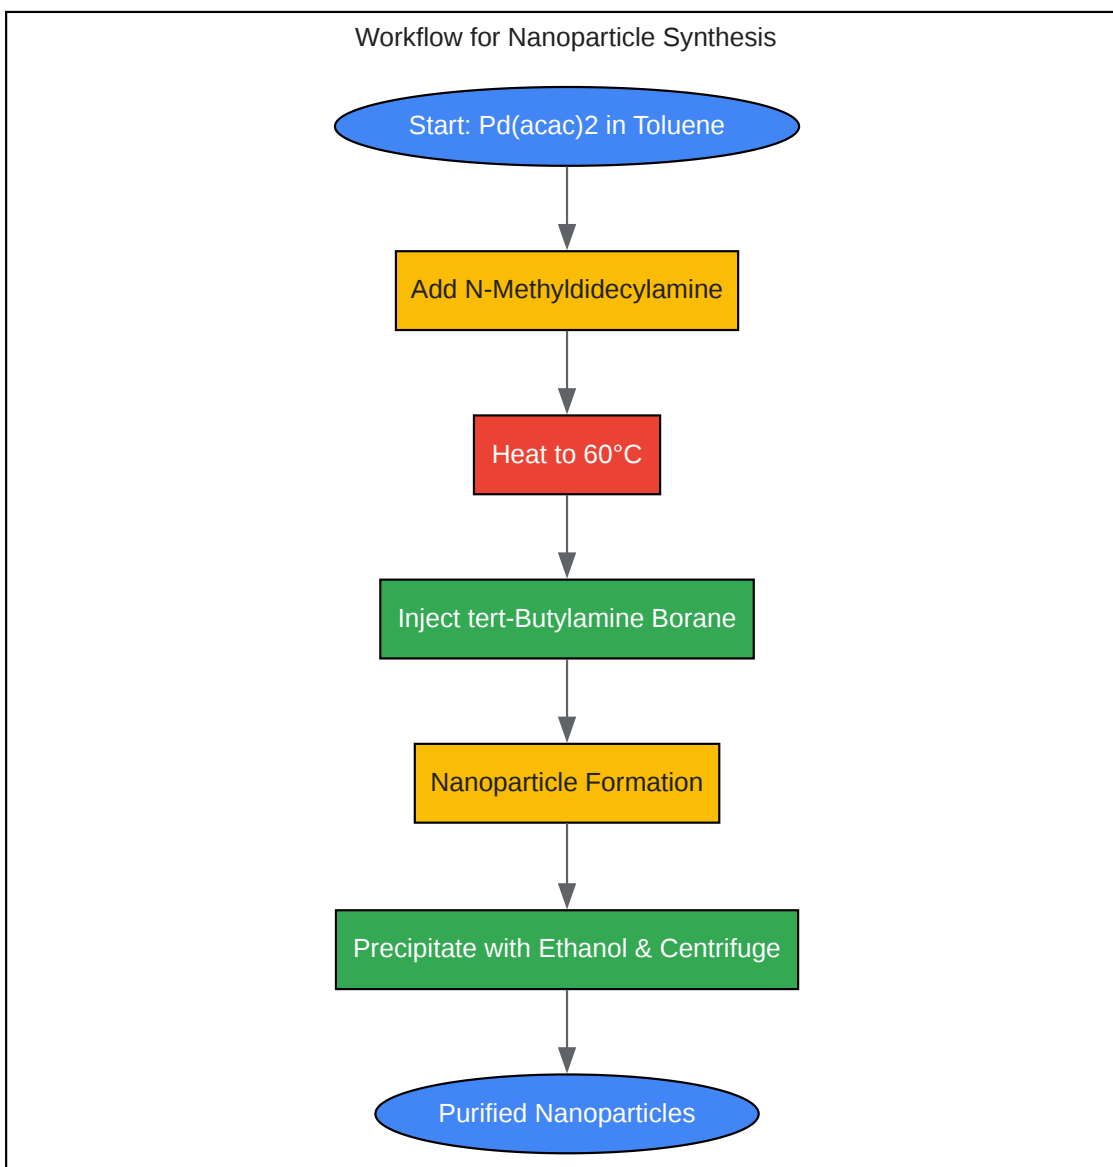 Workflow for Nanoparticle Synthesis
Start: Pd(acac)2 in Toluene
Add N-Methyldidecylamine
Heat to 60°C
Inject tert-Butylamine Borane
Nanoparticle Formation
Precipitate with Ethanol & Centrifuge
Purified Nanoparticles